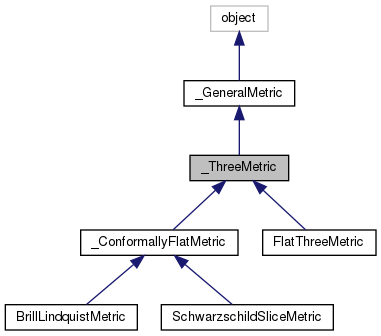 object
_GeneralMetric
_ThreeMetric
_ConformallyFlatMetric
FlatThreeMetric
BrillLindquistMetric
SchwarzschildSliceMetric